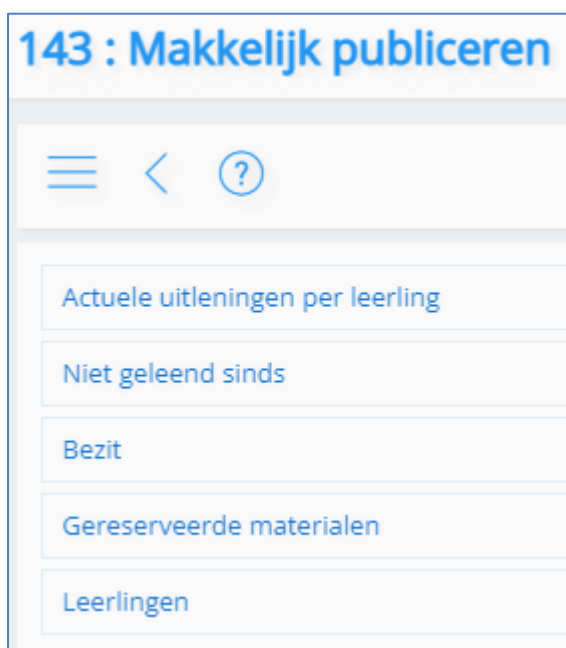 143 : Makkelijk publiceren
?
Actuele uitleningen per leerling
Niet geleend sinds
Bezit
Gereserveerde materialen
Leerlingen